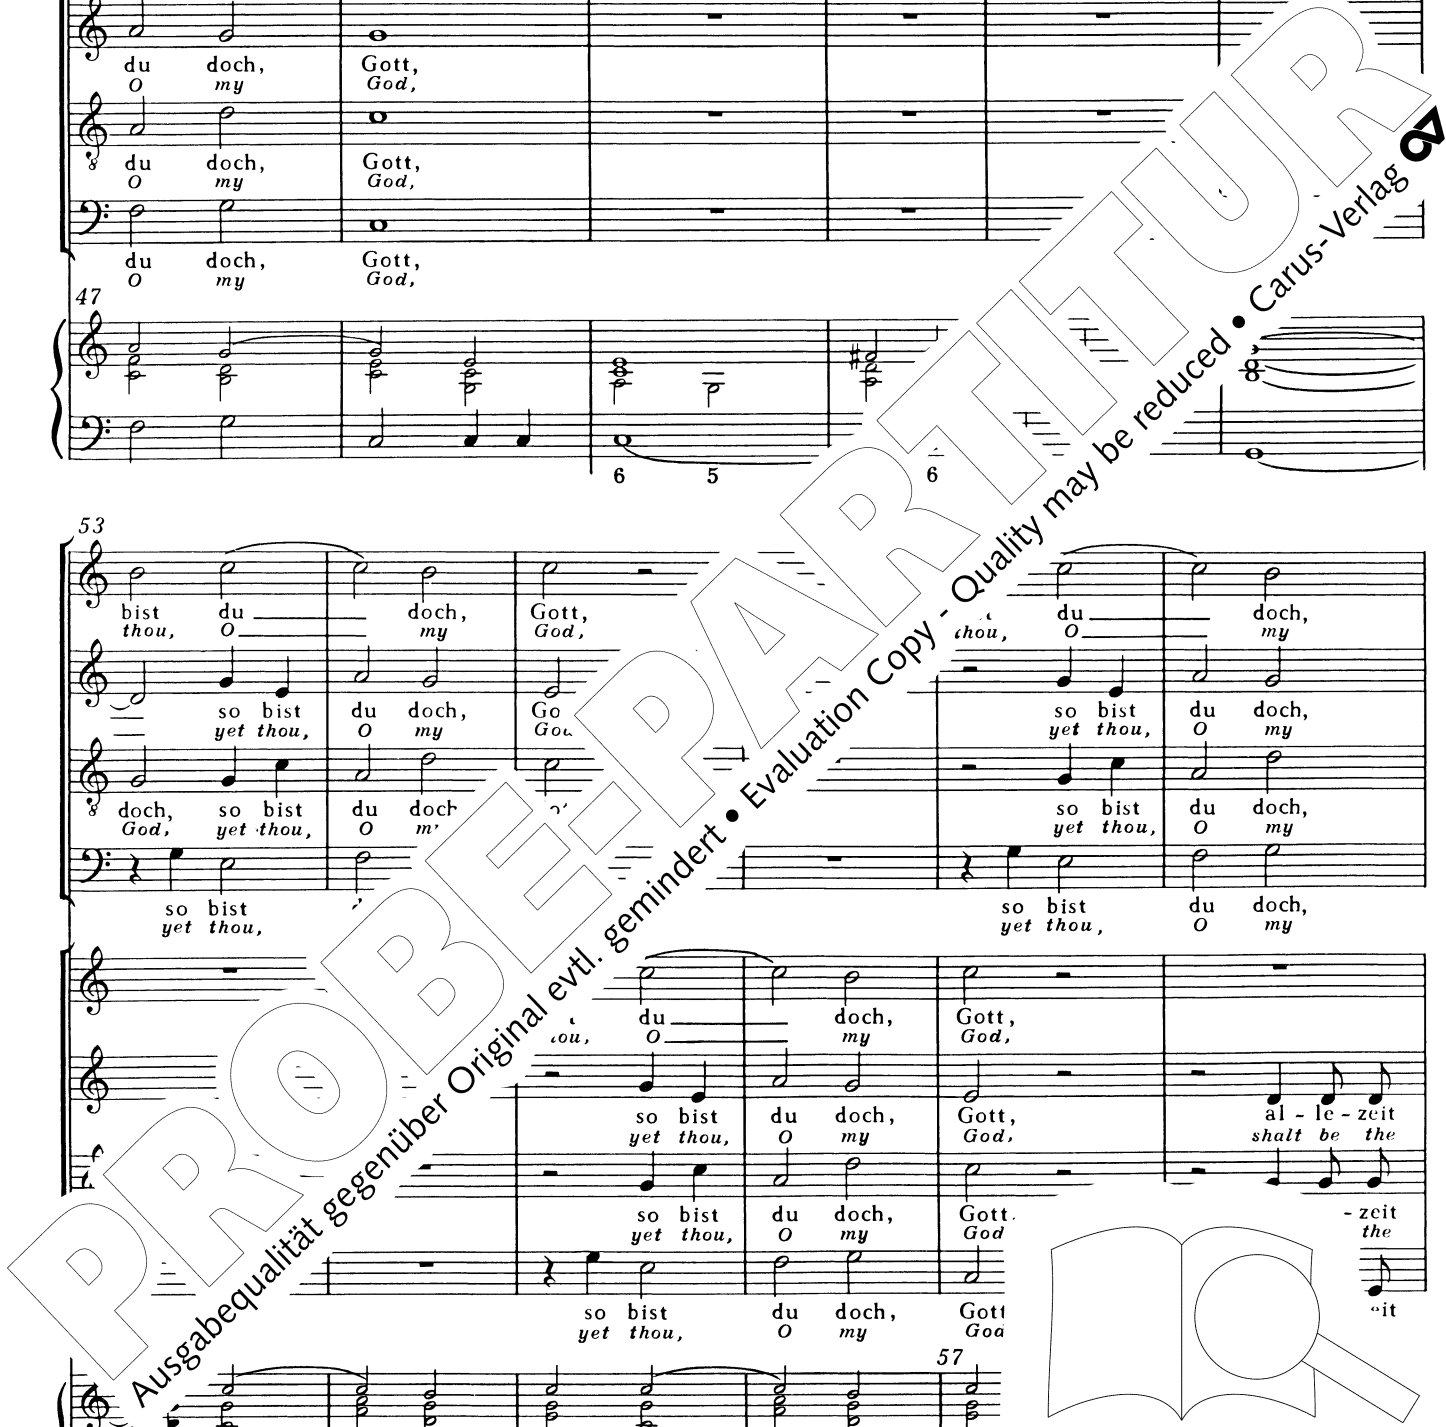 du doch, Gott,
O my God,
du doch, Gott,
O my God,
du doch, Gott,
O my God,
47
6 5 6
53
bist du doch, Gott, du doch,
thou, O my God, O my
so bist du doch, so bist du doch,
yet thou, O my yet thou, O my
doch, so bist du so bist du doch,
God, yet thou, O yet thou, O my
so bist so bist du doch,
yet thou, yet thou, O my
du doch, Gott,
O my God,
so bist du doch, Gott, al - le - zeit
yet thou, O my God, shalt be the
so bist du doch, Gott - zeit
yet thou, O my God the
so bist du doch, Gott
yet thou, O my God
57
PROBE-PARTITUR
Ausgabequalität gegenüber Original evtl. gemindert • Evaluation Copy - Quality may be reduced • Carus-Verlag